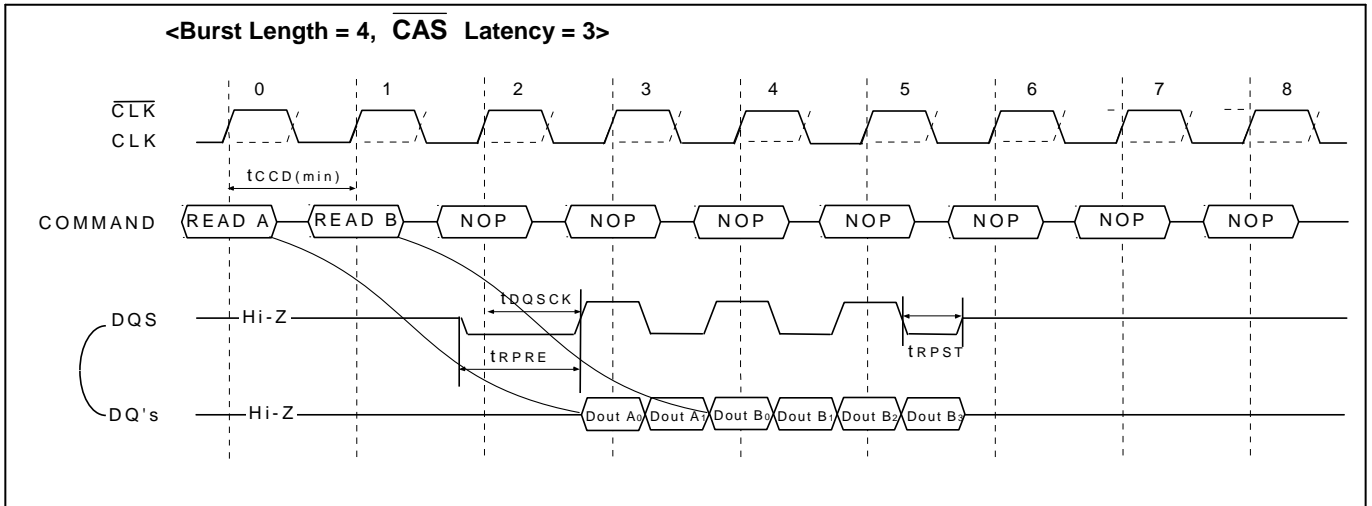 <Burst Length = 4, CAS Latency = 3>
0 1 2 3 4 5 6 7 8
CLK
CLK
tCCD(min)
COMMAND READ A READ B NOP NOP NOP NOP NOP NOP NOP
tDQSCK
DQS Hi-Z
tRPRE
tRPST
DQ's Hi-Z Dout A0 Dout A1 Dout B0 Dout B1 Dout B2 Dout B3